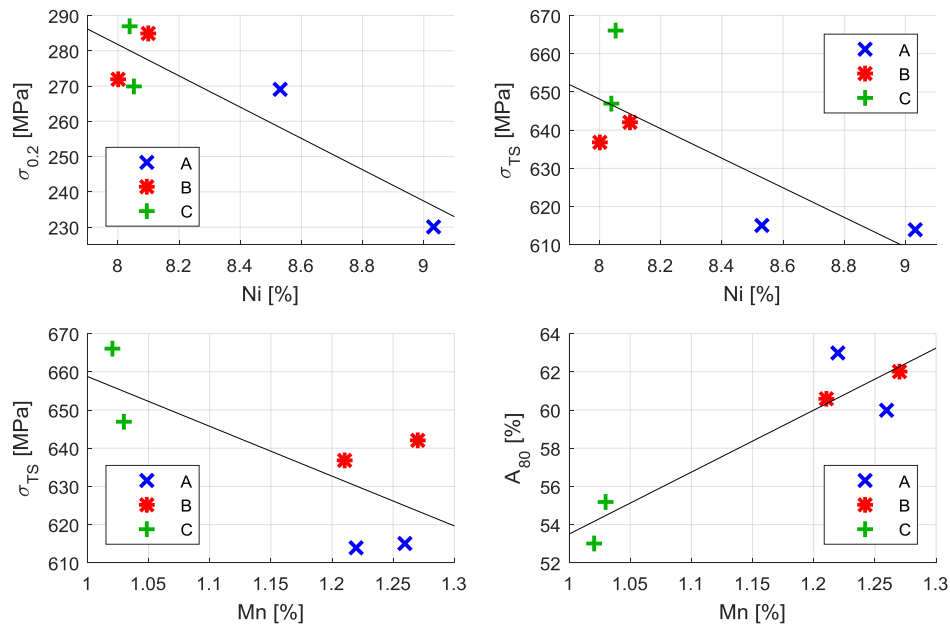 σ0.2 [MPa]
300
290
280
270
260
250
240
230
A
B
C
8
8.2
8.4
8.6
8.8
9
Ni [%]
σTS [MPa]
670
660
650
640
630
620
610
A
B
C
8
8.2
8.4
8.6
8.8
9
Ni [%]
σTS [MPa]
670
660
650
640
630
620
610
A
B
C
1
1.05
1.1
1.15
1.2
1.25
1.3
Mn [%]
A80 [%]
64
62
60
58
56
54
52
A
B
C
1
1.05
1.1
1.15
1.2
1.25
1.3
Mn [%]